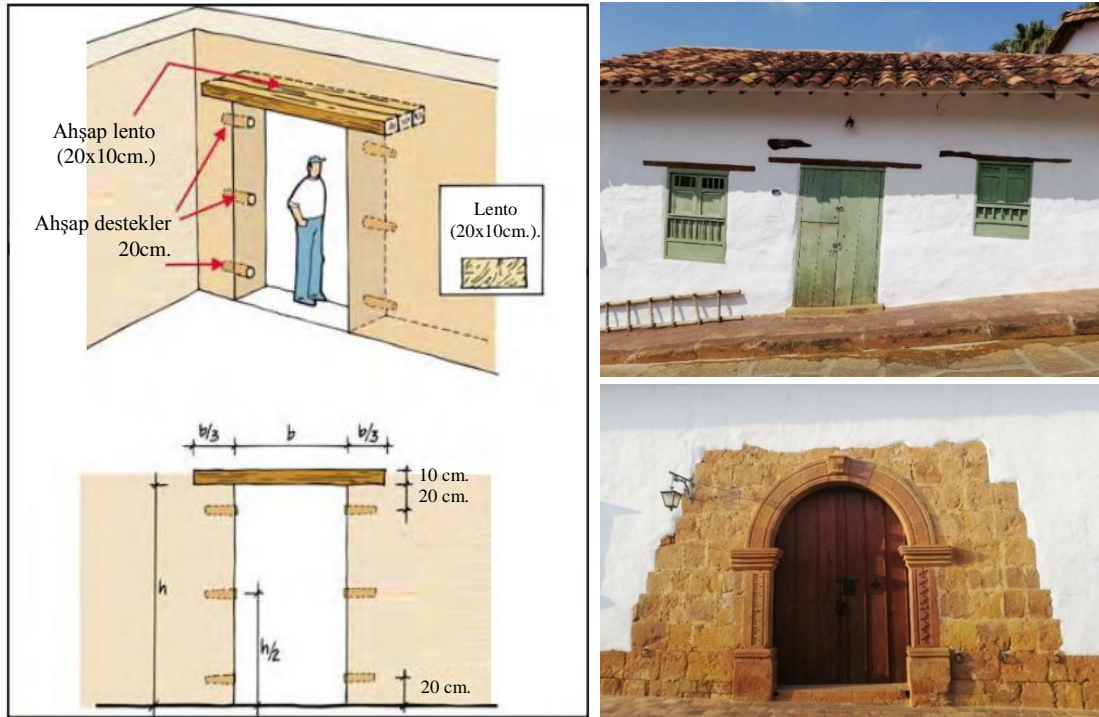 Ahşap lento
(20x10cm.)
Ahşap destekler
20cm.
Lento
(20x10cm.).
b/3 b b/3
10 cm.
20 cm.
h
h/2
20 cm.